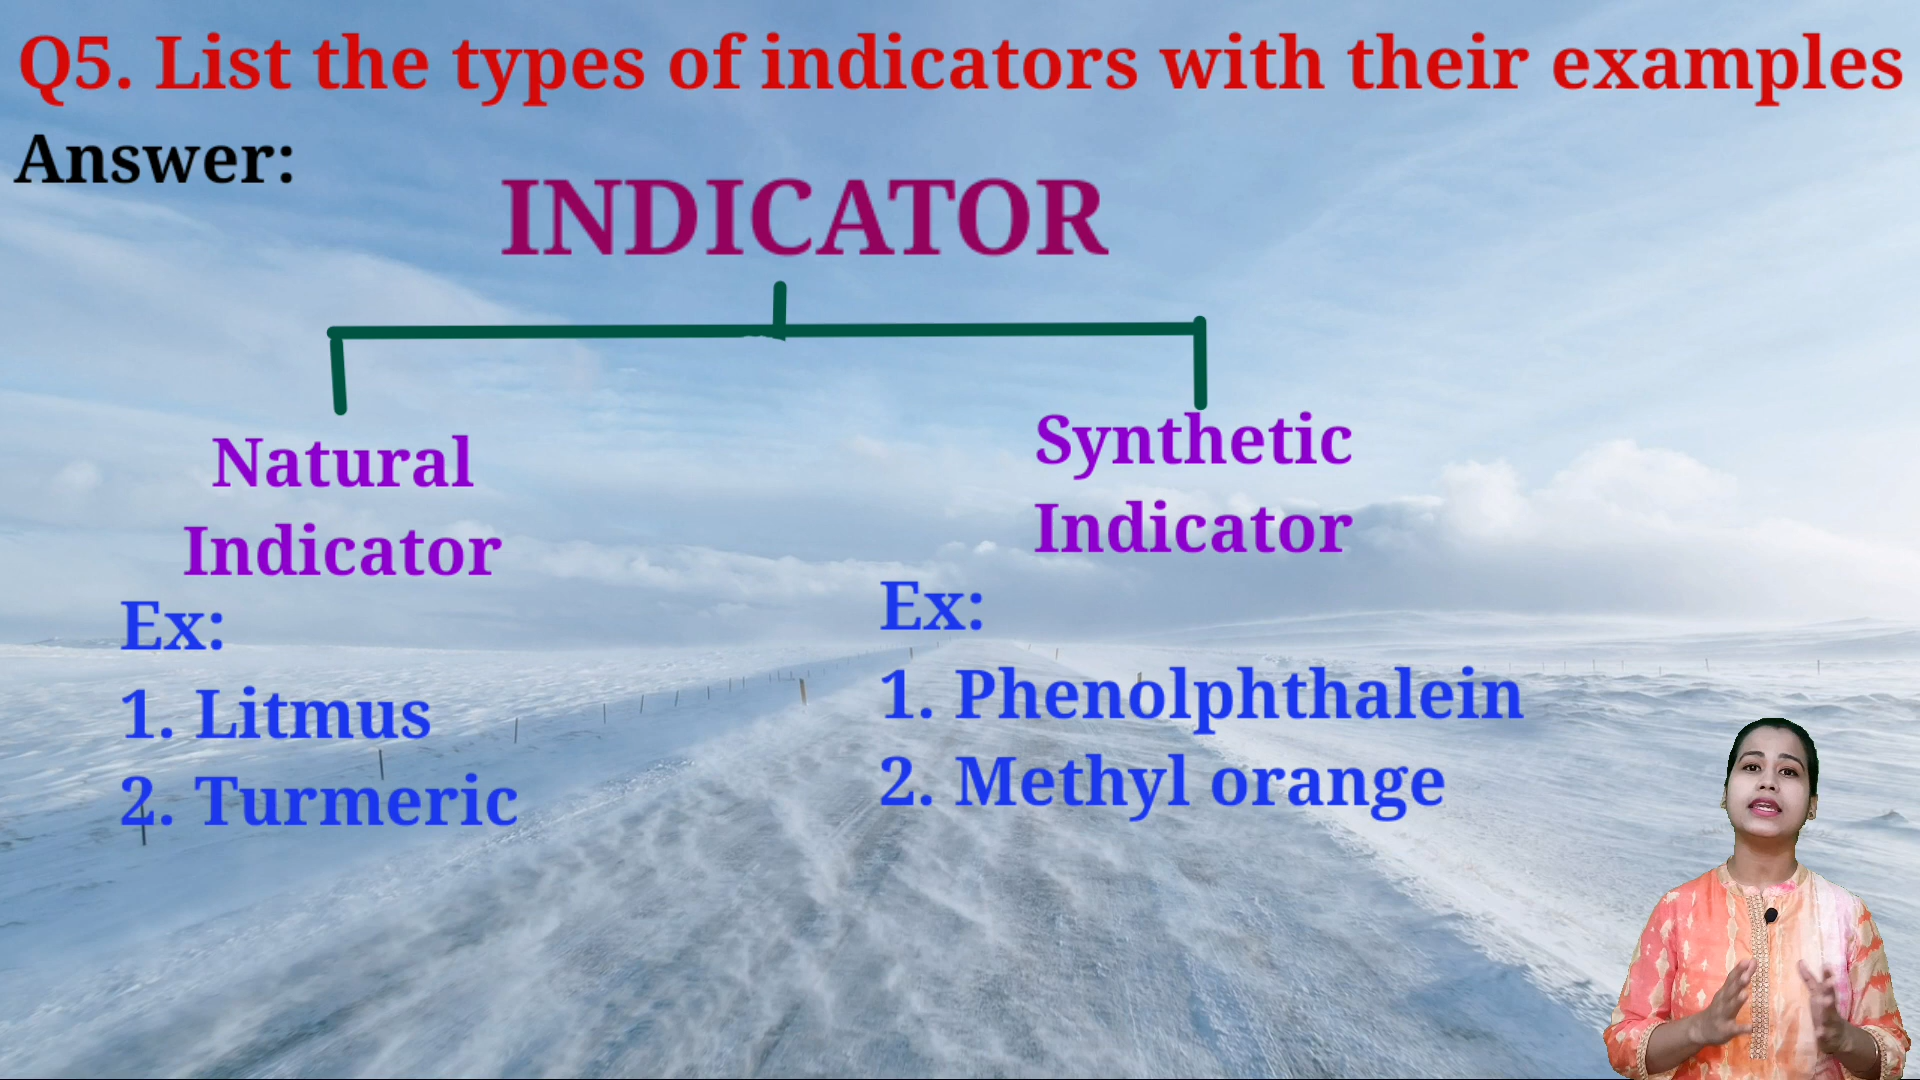 Q5. List the types of indicators with their examples
Answer:
INDICATOR
Natural
Indicator
Ex:
1. Litmus
2. Turmeric
Synthetic
Indicator
Ex:
1. Phenolphthalein
2. Methyl orange